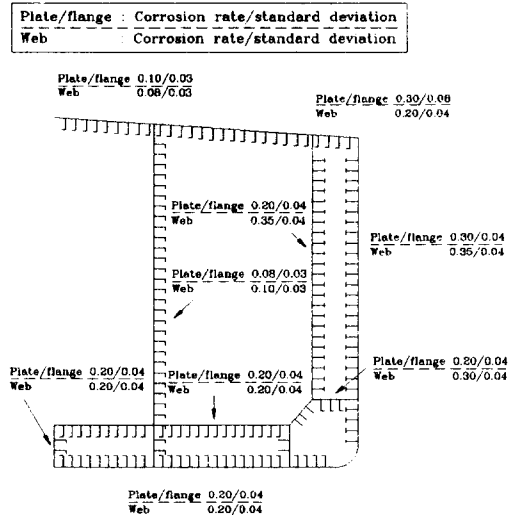 Plate/flange : Corrosion rate/standard deviation
Web : Corrosion rate/standard deviation
Plate/flange 0.10/0.03
Web 0.08/0.03
Plate/flange 0.30/0.08
Web 0.20/0.04
Plate/flange 0.20/0.04
Web 0.35/0.04
Plate/flange 0.30/0.04
Web 0.35/0.04
Plate/flange 0.08/0.03
Web 0.10/0.03
Plate/flange 0.20/0.04
Web 0.20/0.04
Plate/flange 0.20/0.04
Web 0.20/0.04
Plate/flange 0.20/0.04
Web 0.30/0.04
Plate/flange 0.20/0.04
Web 0.20/0.04